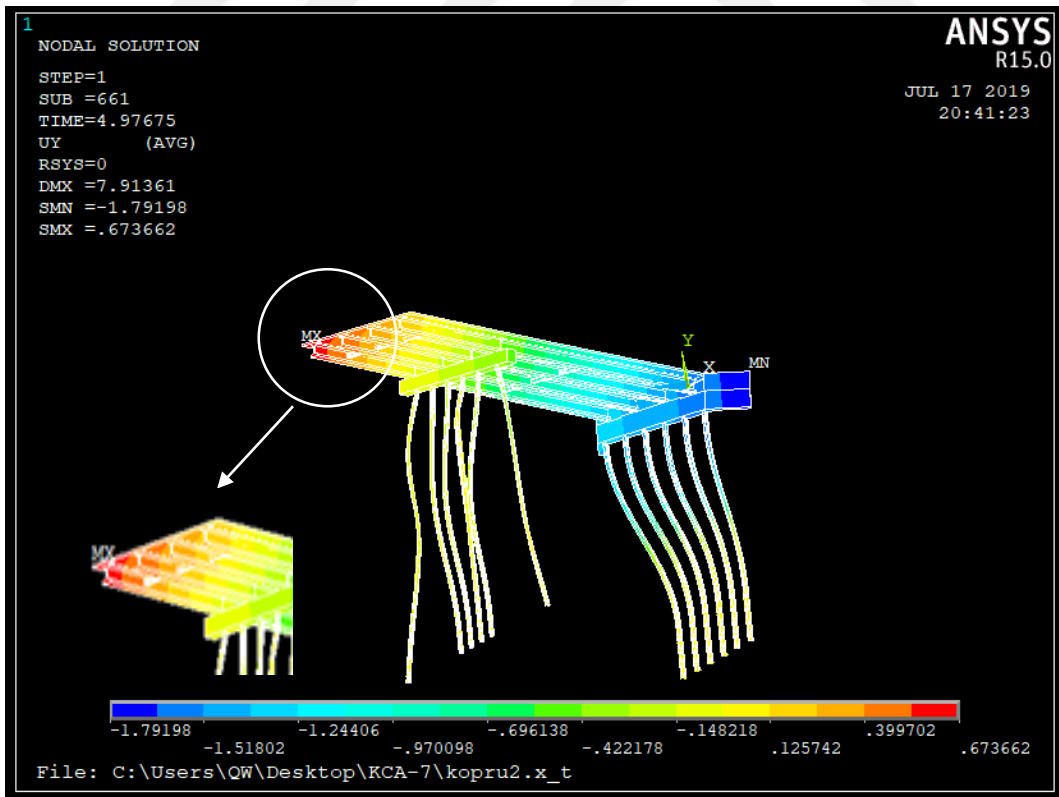 1
NODAL SOLUTION
STEP=1
SUB =661
TIME=4.97675
UY (AVG)
RSYS=0
DMX =7.91361
SMN =-1.79198
SMX =.673662
ANSYS
R15.0
JUL 17 2019
20:41:23
MX
Y
X
MN
MX
-1.79198 -1.24406 -.696138 -.148218 .399702
-1.51802 -.970098 -.422178 .125742 .673662
File: C:\Users\QW\Desktop\KCA-7\kopru2.x_t